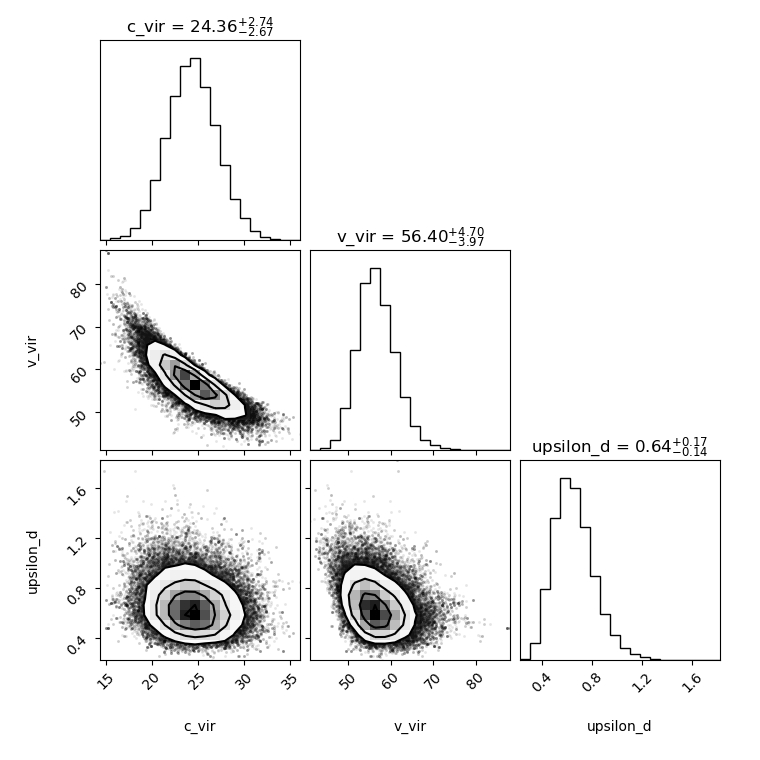 c_vir = 24.36+2.74−2.67
v_vir = 56.40+4.70−3.97
80
70
60
50
v_vir
upsilon_d = 0.64+0.17−0.14
1.6
1.2
0.8
0.4
upsilon_d
15 20 25 30 35
50 60 70 80
0.4 0.8 1.2 1.6
c_vir
v_vir
upsilon_d